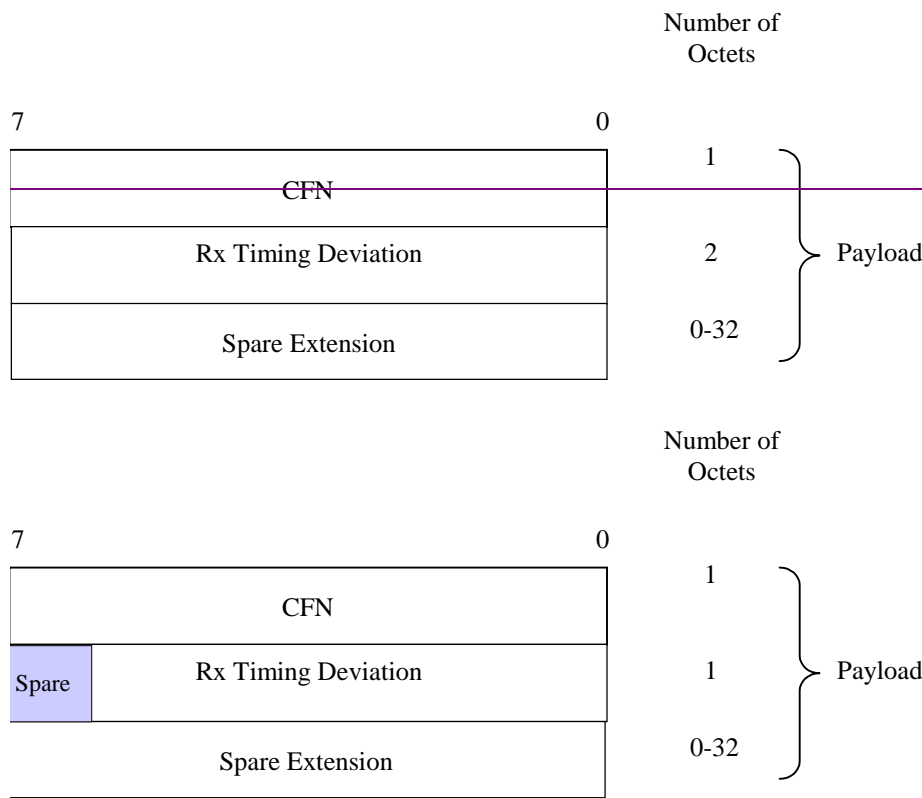 Number of
Octets
7 0
CFN 1
Rx Timing Deviation 2 Payload
Spare Extension 0-32
Number of
Octets
7 0
CFN 1
Spare Rx Timing Deviation 1 Payload
Spare Extension 0-32